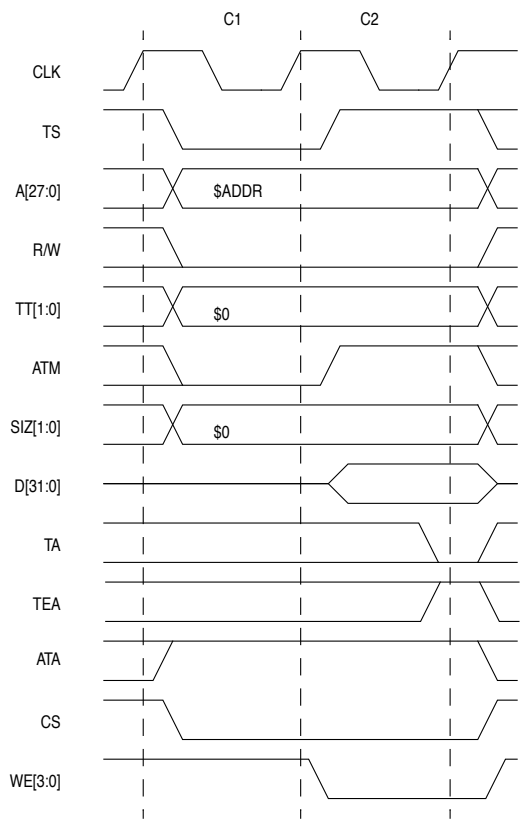 C1 C2
CLK
TS
A[27:0] $ADDR
R/W
TT[1:0] $0
ATM
SIZ[1:0] $0
D[31:0]
TA
TEA
ATA
CS
WE[3:0]